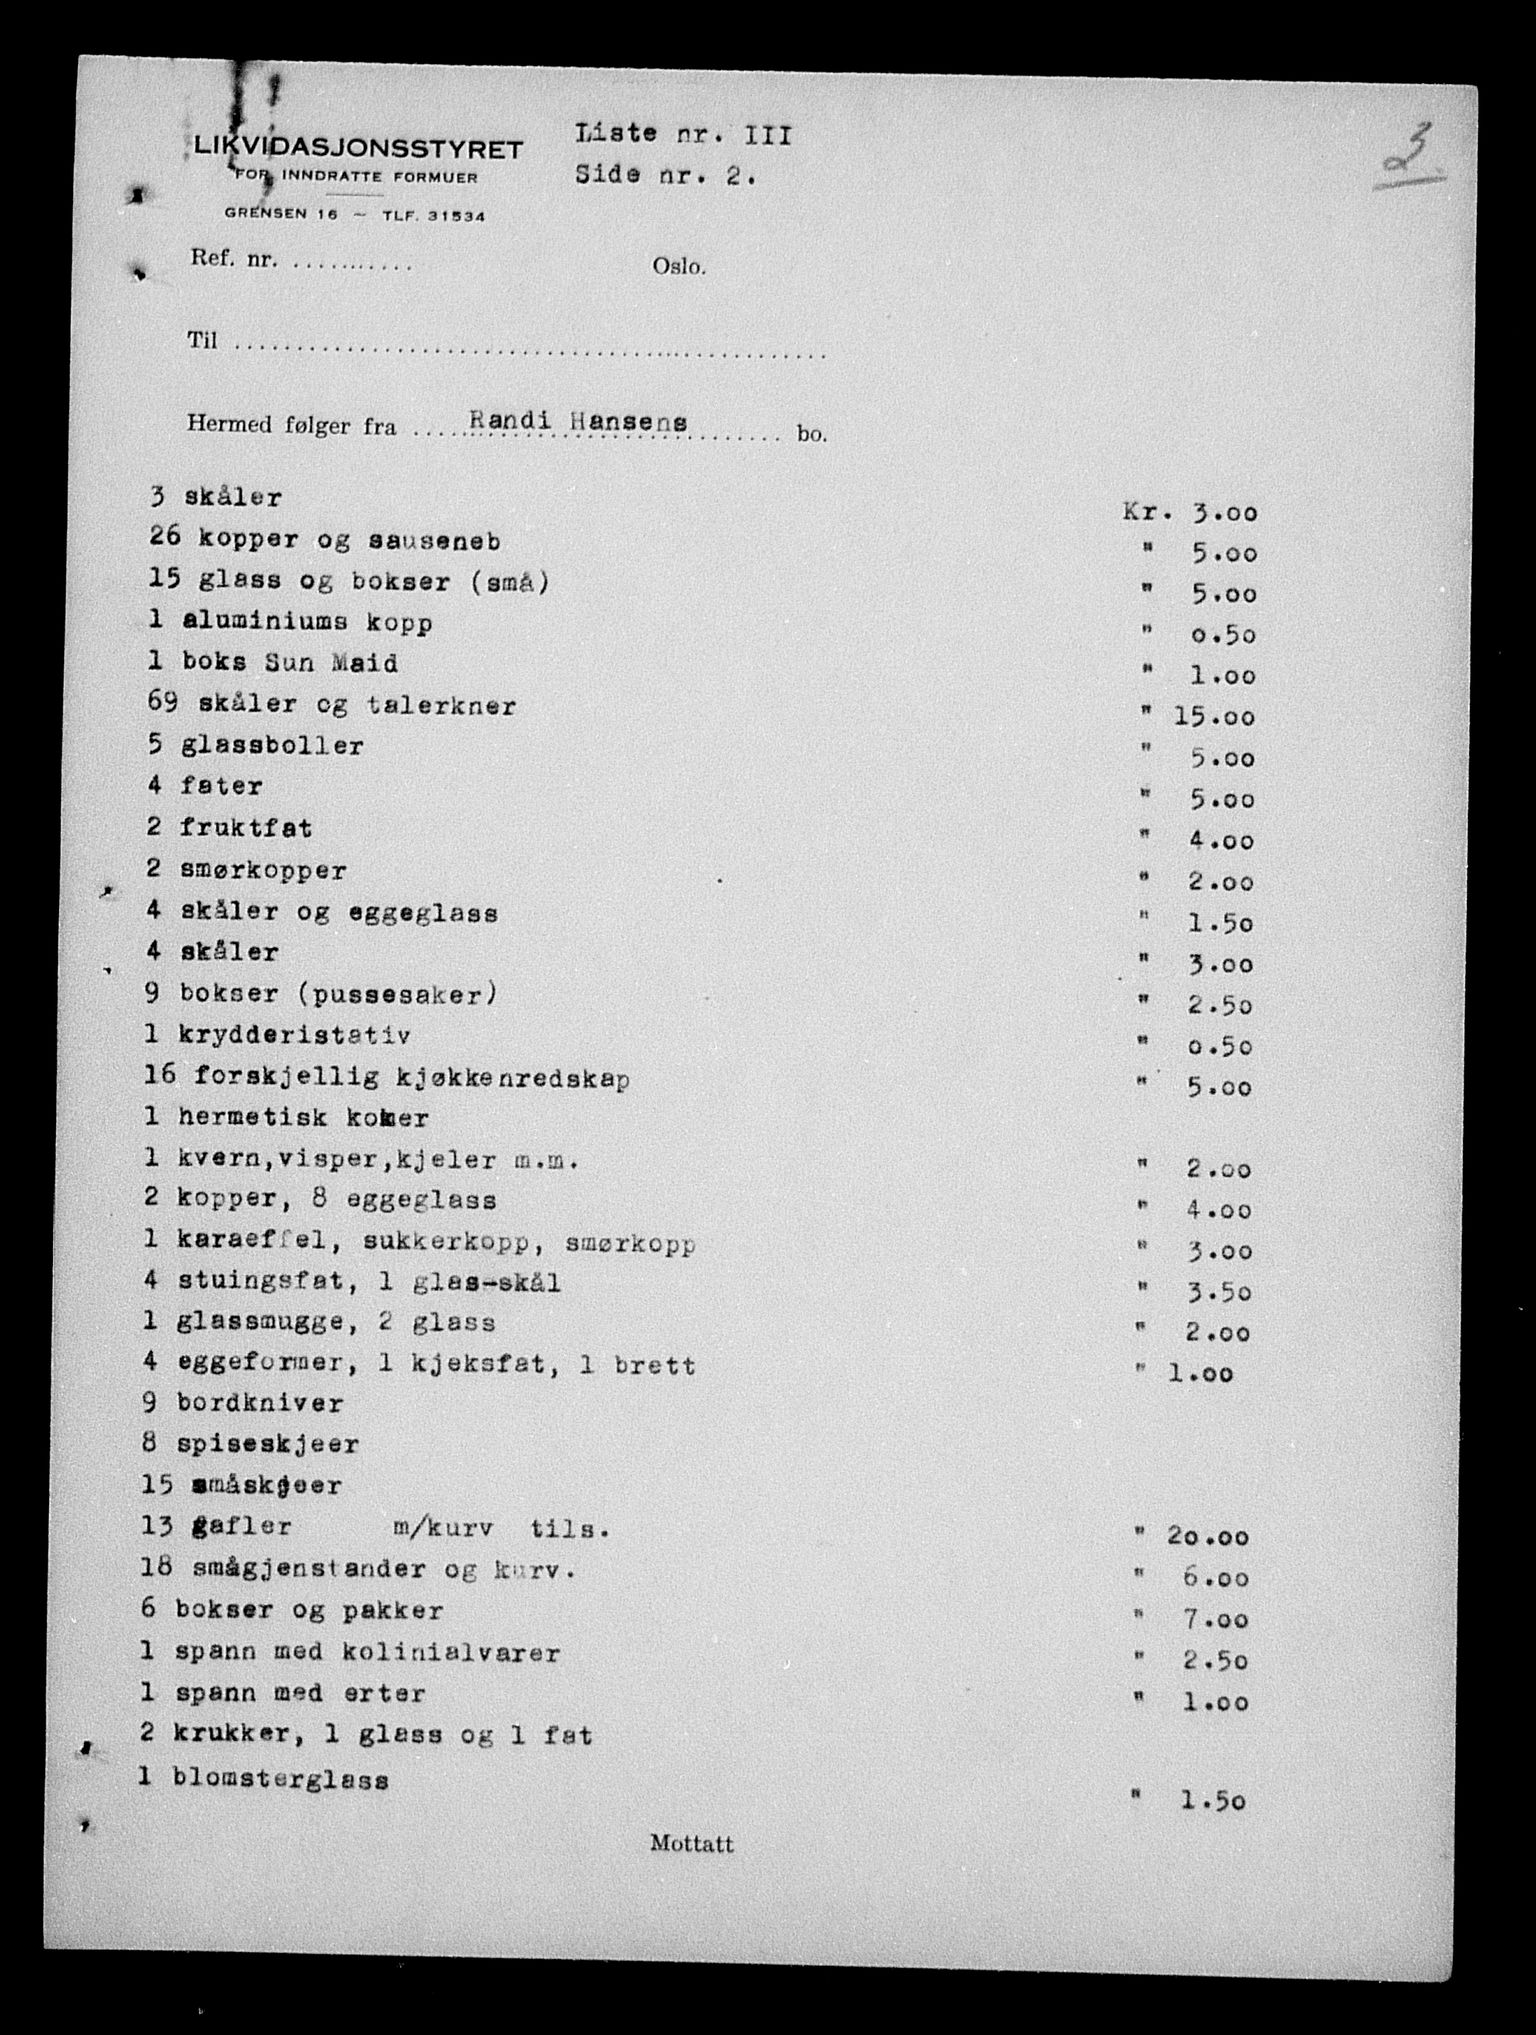 LIKVIDASJONSSTYRET
FOR INNDRATTE FORMUER
GRENSEN 16 – TLF. 31534
Liste nr. III
Side nr. 2.
3
Ref. nr. ............
Oslo.
Til ................................................
Hermed følger fra ..... Randi Hansens ....... bo.
3 skåler Kr. 3.00
26 kopper og sauseneb " 5.00
15 glass og bokser (små) " 5.00
1 aluminiums kopp " 0.50
1 boks Sun Maid " 1.00
69 skåler og talerkner " 15.00
5 glassboller " 5.00
4 fater " 5.00
2 fruktfat " 4.00
2 smørkopper " 2.00
4 skåler og eggeglass " 1.50
4 skåler " 3.00
9 bokser (pussesaker) " 2.50
1 krydderistativ " 0.50
16 forskjellig kjøkkenredskap " 5.00
1 hermetisk koker
1 kvern,visper,kjeler m.m. " 2.00
2 kopper, 8 eggeglass " 4.00
1 karaeffel, sukkerkopp, smørkopp " 3.00
4 stuingsfat, 1 glas-skål " 3.50
1 glassmugge, 2 glass " 2.00
4 eggeformer, 1 kjeksfat, 1 brett " 1.00
9 bordkniver
8 spiseskjeer
15 småskjeer
13 gafler m/kurv tils. " 20.00
18 smågjenstander og kurv. " 6.00
6 bokser og pakker " 7.00
1 spann med kolinialvarer " 2.50
1 spann med erter " 1.00
2 krukker, 1 glass og 1 fat
1 blomsterglass " 1.50
Mottatt